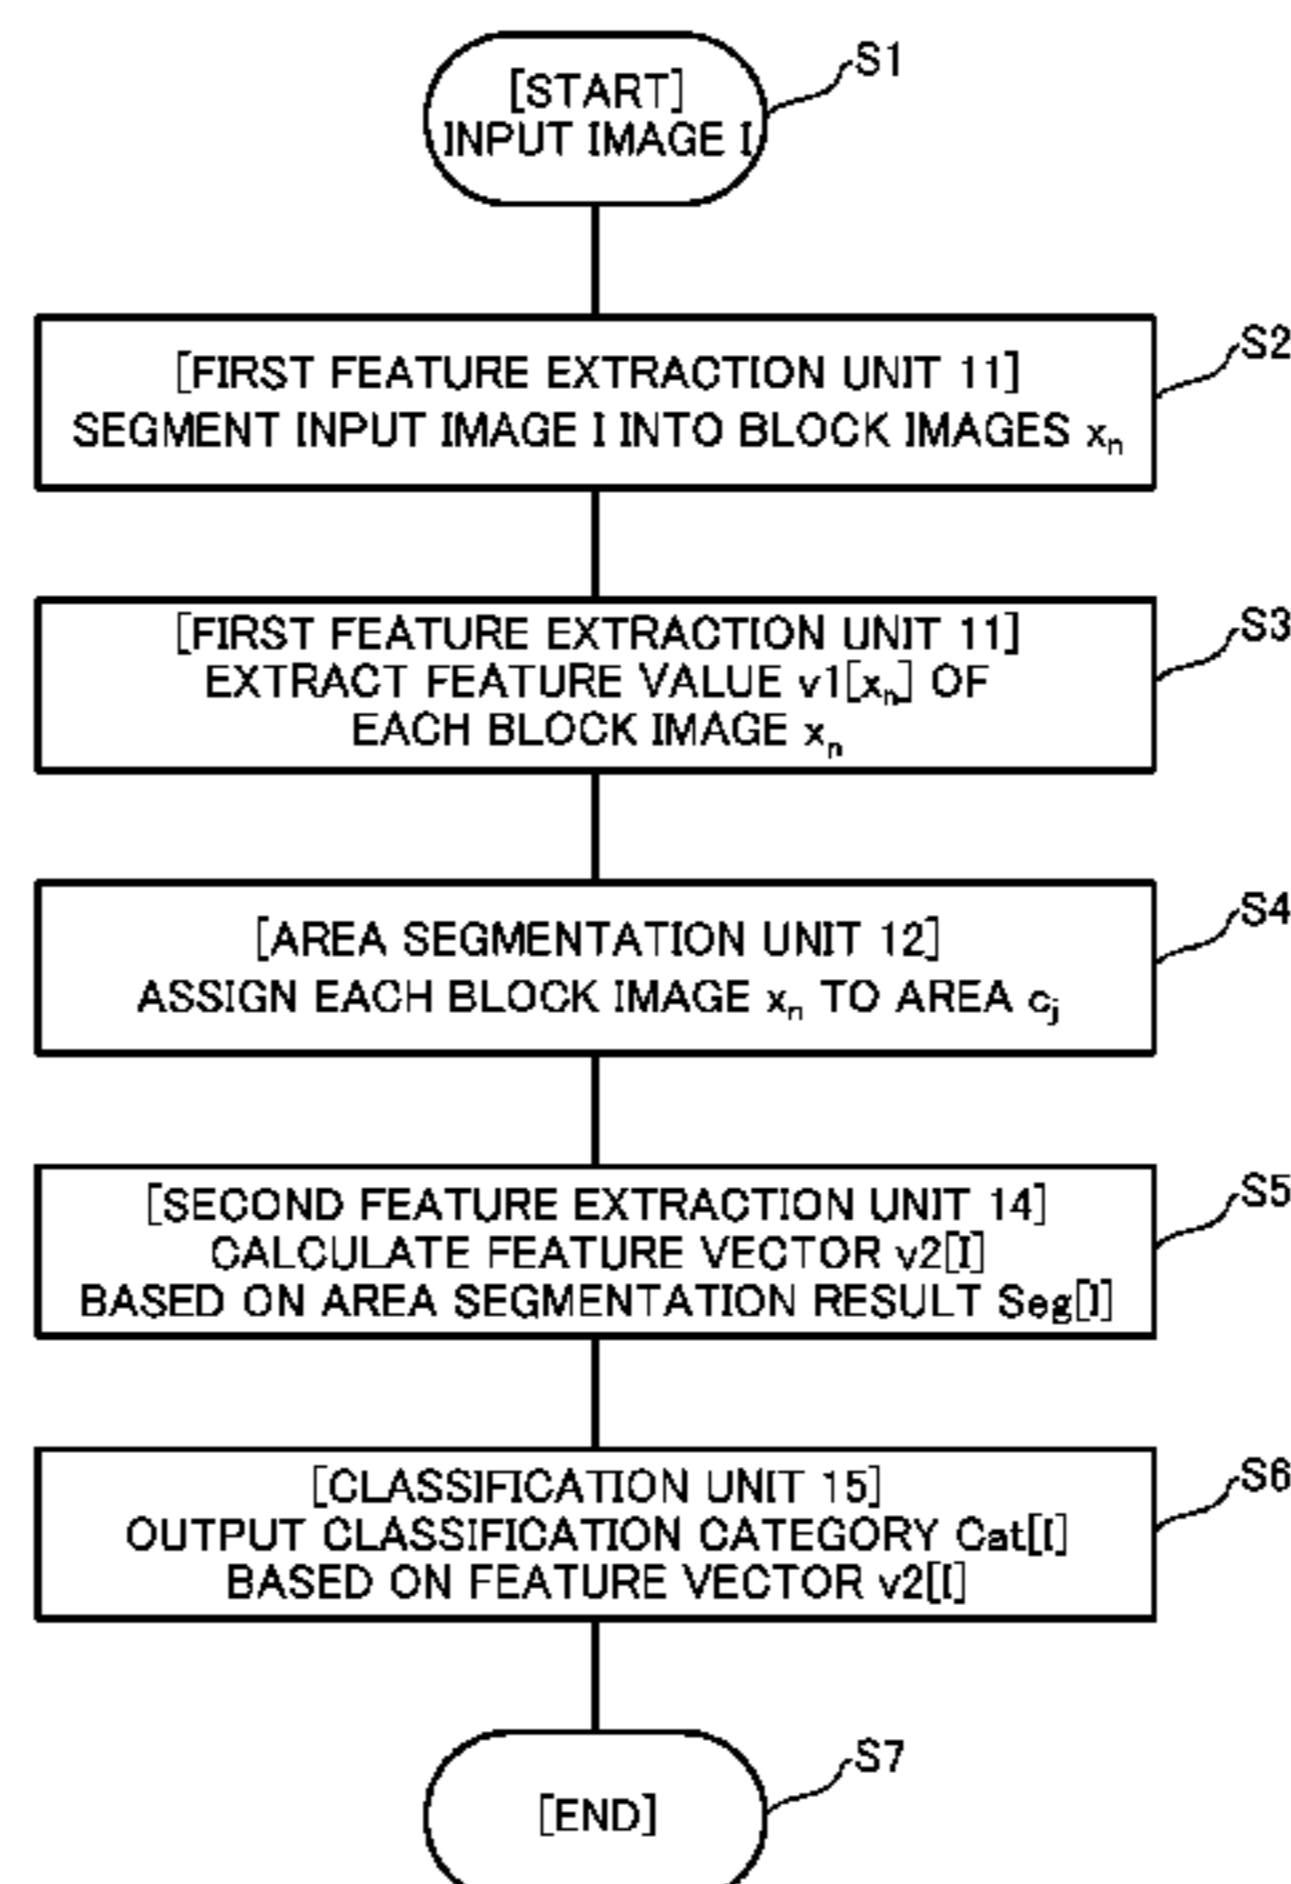 [START]
INPUT IMAGE I
S1
[FIRST FEATURE EXTRACTION UNIT 11]
SEGMENT INPUT IMAGE I INTO BLOCK IMAGES xₙ
S2
[FIRST FEATURE EXTRACTION UNIT 11]
EXTRACT FEATURE VALUE v1[xₙ] OF
EACH BLOCK IMAGE xₙ
S3
[AREA SEGMENTATION UNIT 12]
ASSIGN EACH BLOCK IMAGE xₙ TO AREA cⱼ
S4
[SECOND FEATURE EXTRACTION UNIT 14]
CALCULATE FEATURE VECTOR v2[I]
BASED ON AREA SEGMENTATION RESULT Seg[I]
S5
[CLASSIFICATION UNIT 15]
OUTPUT CLASSIFICATION CATEGORY Cat[I]
BASED ON FEATURE VECTOR v2[I]
S6
[END]
S7